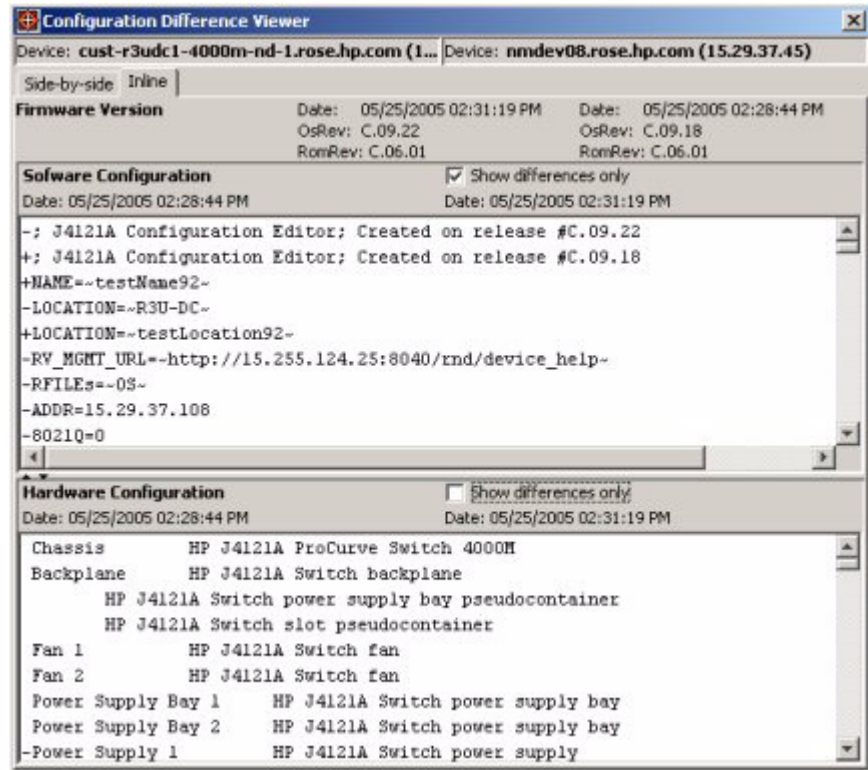 Configuration Difference Viewer
Device: cust-r3udc1-4000m-nd-1.rose.hp.com (1... Device: nmdev08.rose.hp.com (15.29.37.45)
Side-by-side Inline
Firmware Version Date: 05/25/2005 02:31:19 PM Date: 05/25/2005 02:28:44 PM
OsRev: C.09.22 OsRev: C.09.18
RomRev: C.06.01 RomRev: C.06.01
Sofware Configuration Show differences only
Date: 05/25/2005 02:28:44 PM Date: 05/25/2005 02:31:19 PM
-; J4121A Configuration Editor; Created on release #C.09.22
+; J4121A Configuration Editor; Created on release #C.09.18
+NAME=~testName92~
-LOCATION=~R3U-DC~
+LOCATION=~testLocation92~
-RV_MGMT_URL=~http://15.255.124.25:8040/rnd/device_help~
-RFILEs=~OS~
-ADDR=15.29.37.108
-8021Q=0
Hardware Configuration Show differences only
Date: 05/25/2005 02:28:44 PM Date: 05/25/2005 02:31:19 PM
Chassis HP J4121A ProCurve Switch 4000M
Backplane HP J4121A Switch backplane
HP J4121A Switch power supply bay pseudocontainer
HP J4121A Switch slot pseudocontainer
Fan 1 HP J4121A Switch fan
Fan 2 HP J4121A Switch fan
Power Supply Bay 1 HP J4121A Switch power supply bay
Power Supply Bay 2 HP J4121A Switch power supply bay
-Power Supply 1 HP J4121A Switch power supply